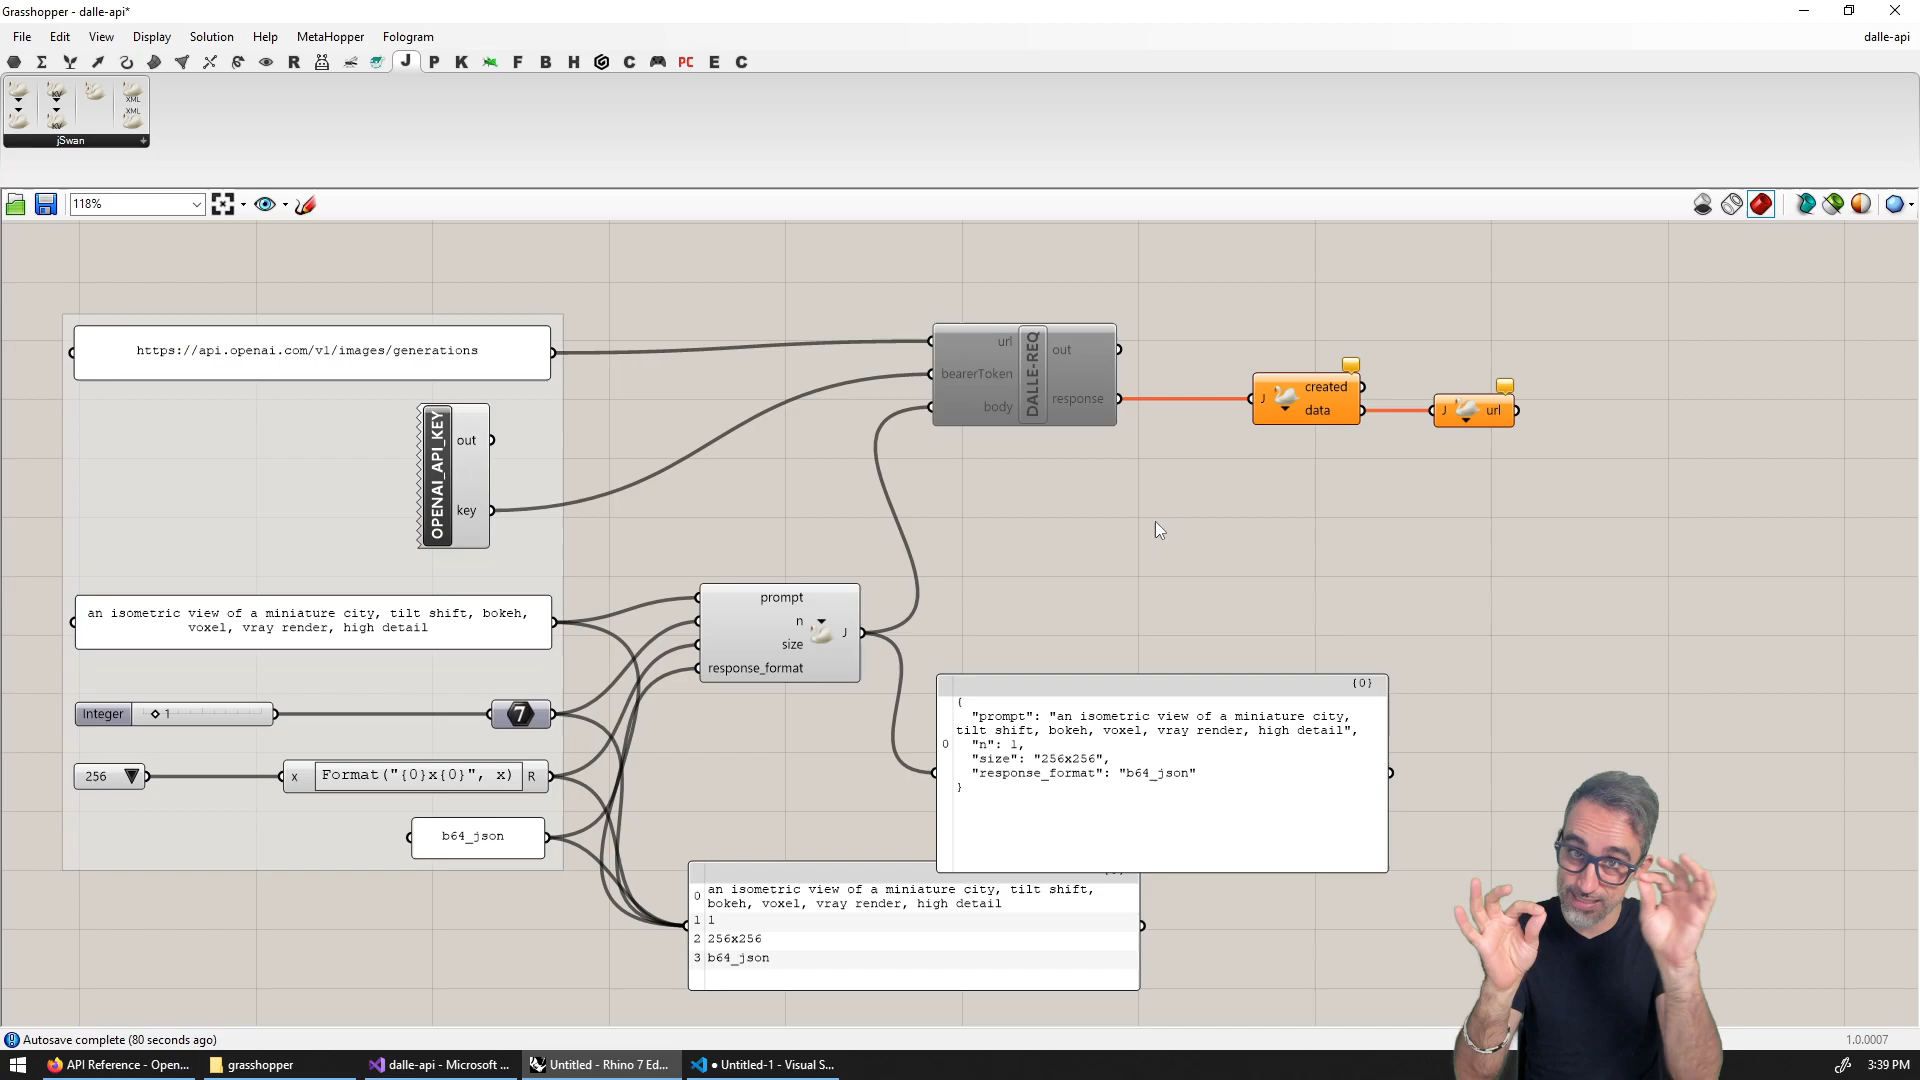 Grasshopper - dalle-api*
File Edit View Display Solution Help MetaHopper Fologram
dalle-api
R J P K F B H C PC E C
KV XML
KV XML
jSwan
118%
https://api.openai.com/v1/images/generations
url
bearerToken
body
DALLE-REQ
out
response
J
created
data
J url
OPENAI_API_KEY
out
key
an isometric view of a miniature city, tilt shift, bokeh,
voxel, vray render, high detail
prompt
n
size
response_format
J
Integer 1
7
256
x Format("{0}x{0}", x) R
b64_json
{0}
0
{
"prompt": "an isometric view of a miniature city,
tilt shift, bokeh, voxel, vray render, high detail",
"n": 1,
"size": "256x256",
"response_format": "b64_json"
}
0 an isometric view of a miniature city, tilt shift,
bokeh, voxel, vray render, high detail
1 1
2 256x256
3 b64_json
Autosave complete (80 seconds ago)
1.0.0007
API Reference - Open...
grasshopper
dalle-api - Microsoft ...
Untitled - Rhino 7 Ed...
● Untitled-1 - Visual S...
3:39 PM